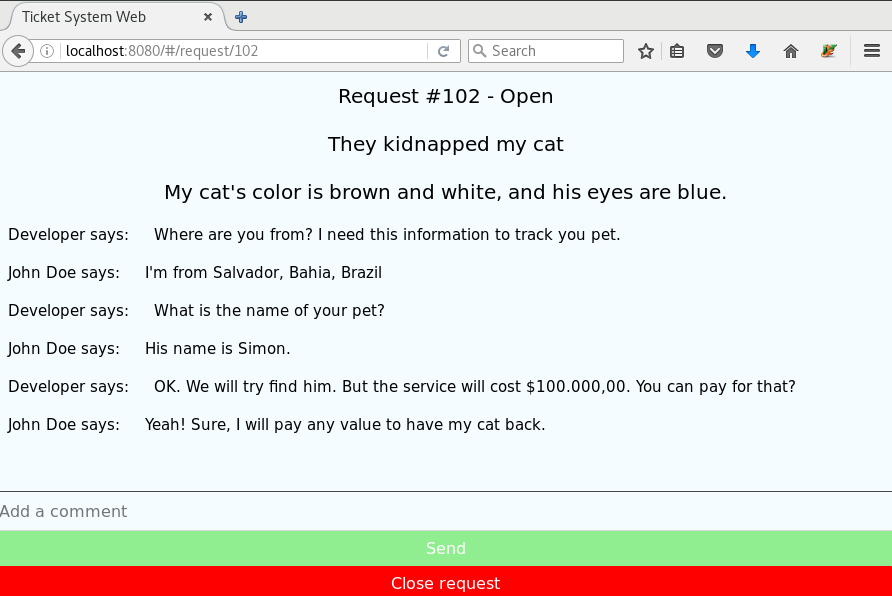 Ticket System Web
localhost:8080/#/request/102
Search
Request #102 - Open
They kidnapped my cat
My cat's color is brown and white, and his eyes are blue.
Developer says: Where are you from? I need this information to track you pet.
John Doe says: I'm from Salvador, Bahia, Brazil
Developer says: What is the name of your pet?
John Doe says: His name is Simon.
Developer says: OK. We will try find him. But the service will cost $100.000,00. You can pay for that?
John Doe says: Yeah! Sure, I will pay any value to have my cat back.
Add a comment
Send
Close request